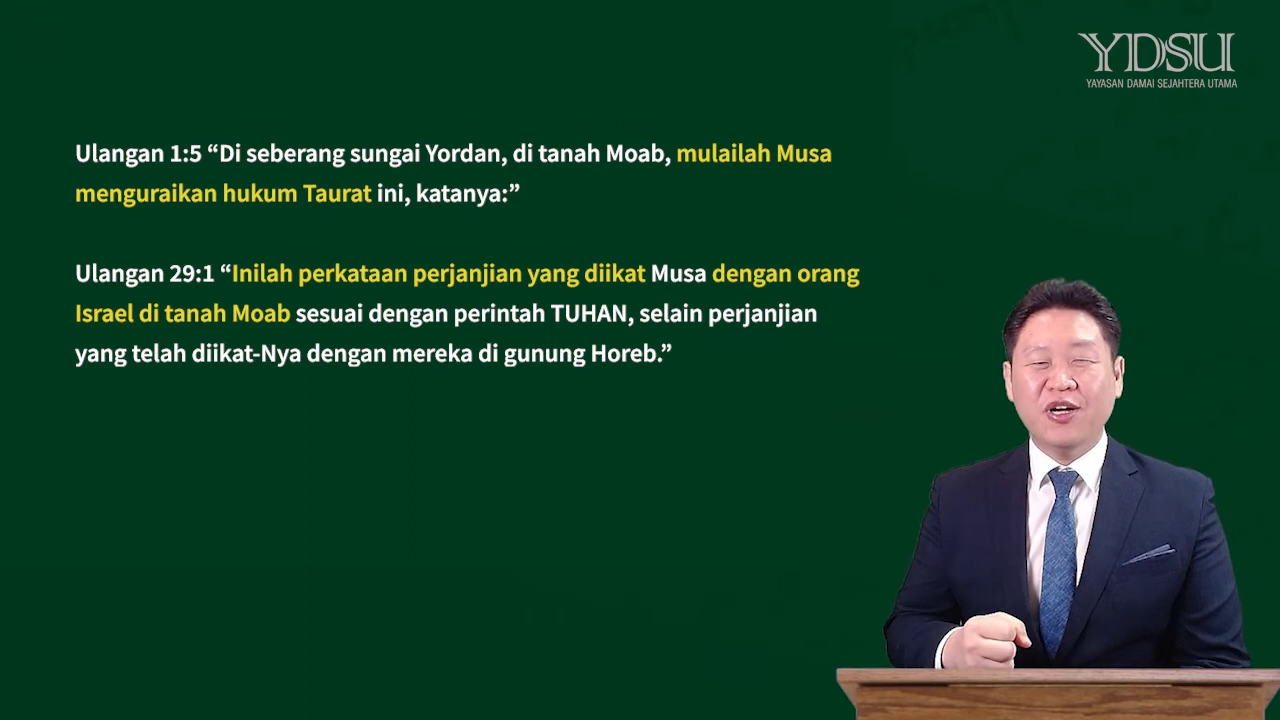 YDSU
YAYASAN DAMAI SEJAHTERA UTAMA
Ulangan 1:5 “Di seberang sungai Yordan, di tanah Moab, mulailah Musa
menguraikan hukum Taurat ini, katanya:”
Ulangan 29:1 “Inilah perkataan perjanjian yang diikat Musa dengan orang
Israel di tanah Moab sesuai dengan perintah TUHAN, selain perjanjian
yang telah diikat-Nya dengan mereka di gunung Horeb.”